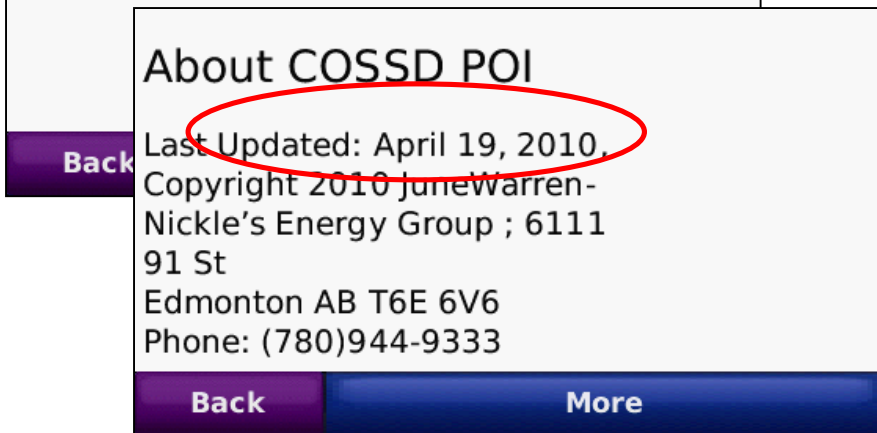 About COSSD POI
Last Updated: April 19, 2010,
Copyright 2010 JuneWarren-
Nickle’s Energy Group ; 6111
91 St
Edmonton AB T6E 6V6
Phone: (780)944-9333
Back
Back
More